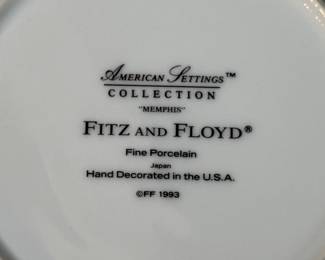 AMERICAN SETTINGS™
COLLECTION
"MEMPHIS"
FITZ AND FLOYD®
Fine Porcelain
Japan
Hand Decorated in the U.S.A.
©FF 1993